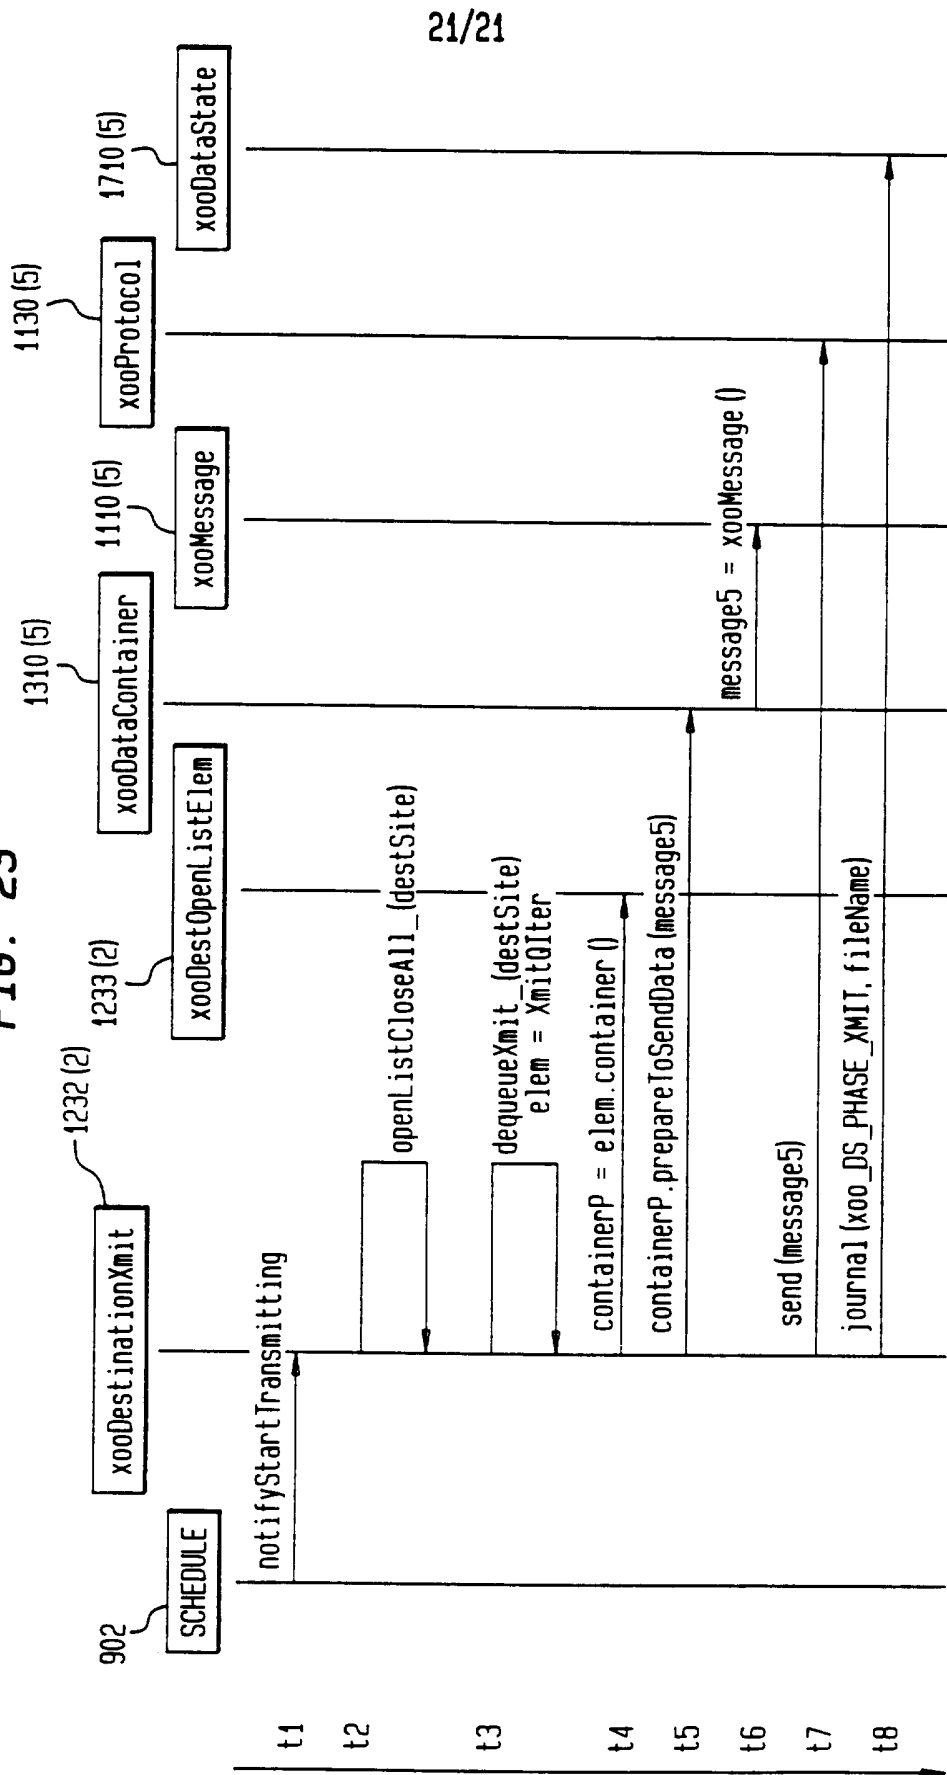 21/21
FIG. 25
902
SCHEDULE
1232 (2)
xooDestinationXmit
1233 (2)
xooDestOpenListElem
1310 (5)
xooDataContainer
1110 (5)
xooMessage
1130 (5)
xooProtocol
1710 (5)
xooDataState
t1
notifyStartTransmitting
t2
openListCloseAll_(destSite)
t3
dequeueXmit_(destSite)
elem = XmitQIter
t4
containerP = elem.container ()
t5
containerP.prepareToSendData (message5)
t6
message5 = xooMessage ()
t7
send (message5)
t8
journal (xoo_DS_PHASE_XMIT, fileName)